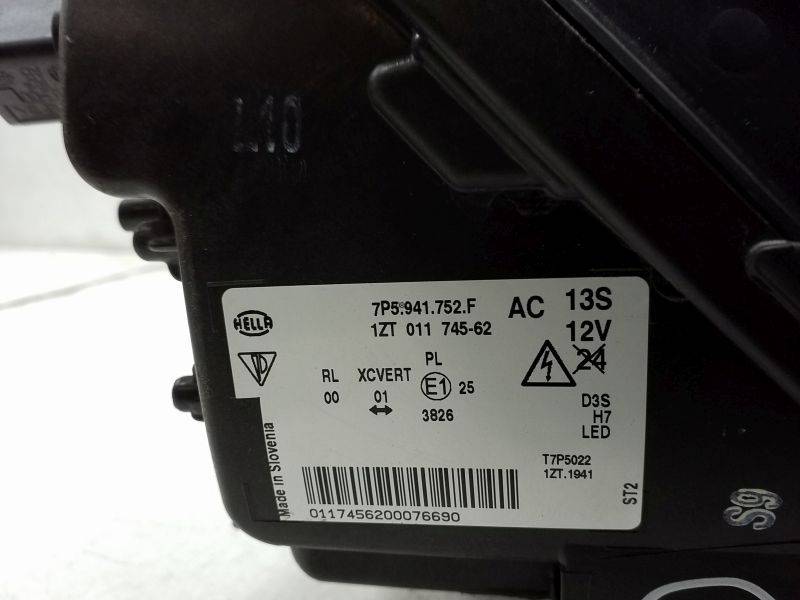 L10
7P5.941.752.F
1ZT 011 745-62
AC
13S
12V
24
HELLA
PL
RL
XCVERT
E1
25
00
01
3826
D3S
H7
LED
T7P5022
1ZT.1941
Made in Slovenia
ST2
0117456200076690
S9